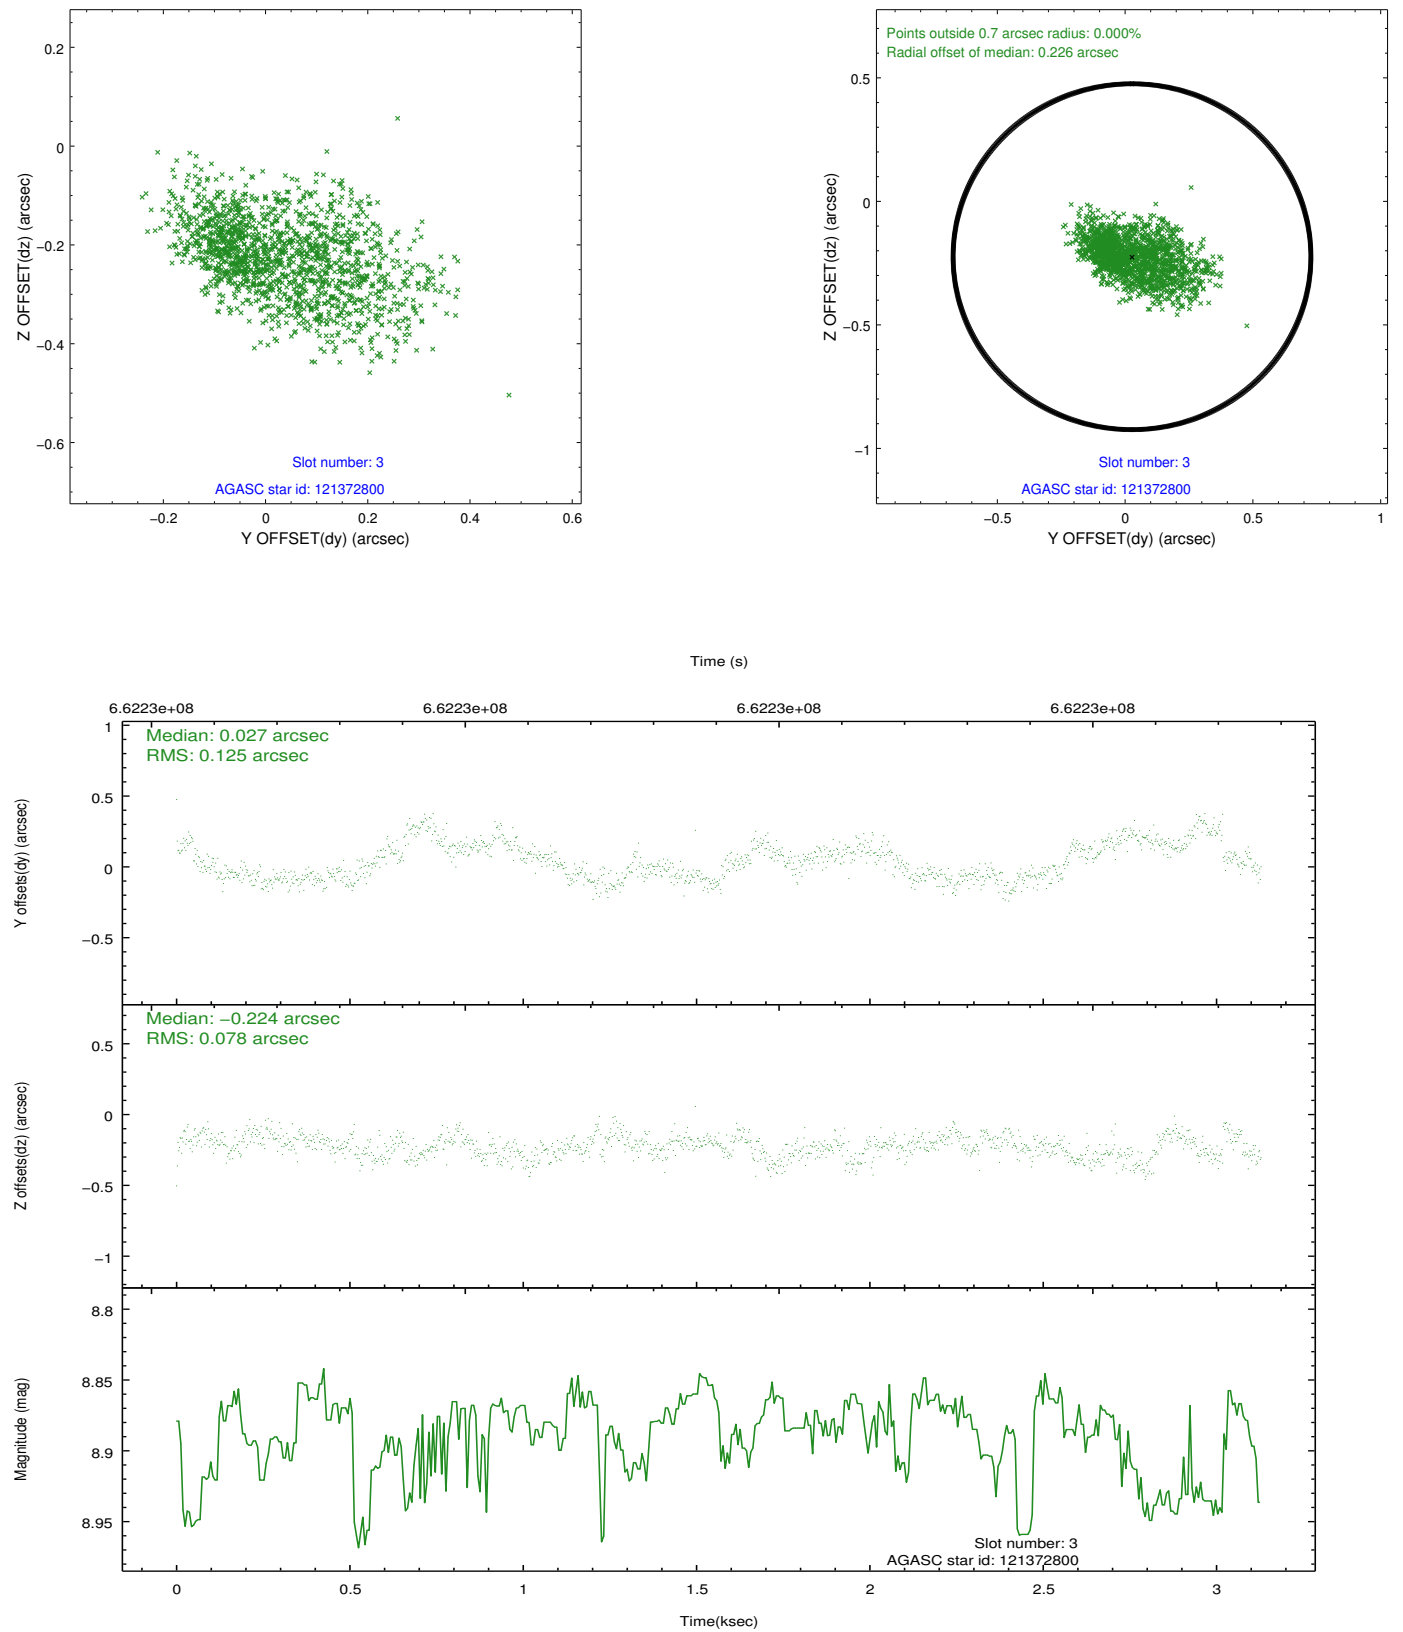 0.2
0
−0.2
−0.4
−0.6
Z OFFSET(dz) (arcsec)
Slot number: 3
AGASC star id: 121372800
−0.2 0 0.2 0.4 0.6
Y OFFSET(dy) (arcsec)
Points outside 0.7 arcsec radius: 0.000%
Radial offset of median: 0.226 arcsec
0.5
0
−0.5
−1
Z OFFSET(dz) (arcsec)
Slot number: 3
AGASC star id: 121372800
−0.5 0 0.5 1
Y OFFSET(dy) (arcsec)
Time (s)
6.6223e+08 6.6223e+08 6.6223e+08 6.6223e+08
Median: 0.027 arcsec
RMS: 0.125 arcsec
1
0.5
0
−0.5
Y offsets(dy) (arcsec)
Median: −0.224 arcsec
RMS: 0.078 arcsec
0.5
0
−0.5
−1
Z offsets(dz) (arcsec)
8.8
8.85
8.9
8.95
Magnitude (mag)
Slot number: 3
AGASC star id: 121372800
0 0.5 1 1.5 2 2.5 3
Time(ksec)